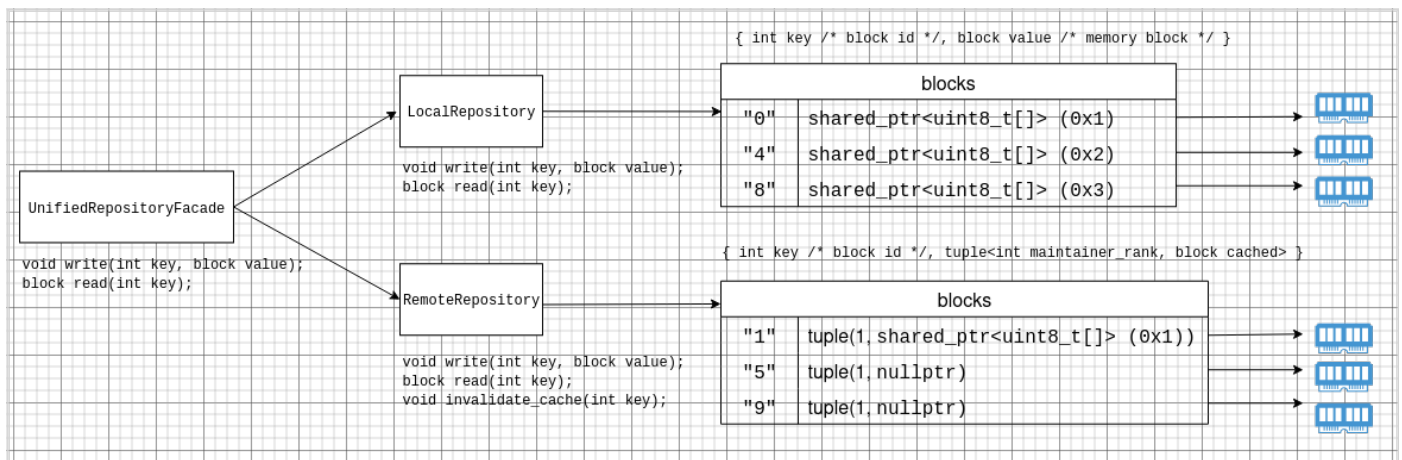 UnifiedRepositoryFacade
void write(int key, block value);
block read(int key);
LocalRepository
void write(int key, block value);
block read(int key);
RemoteRepository
void write(int key, block value);
block read(int key);
void invalidate_cache(int key);
{ int key /* block id */, block value /* memory block */ }
blocks
"0" shared_ptr<uint8_t[]> (0x1)
"4" shared_ptr<uint8_t[]> (0x2)
"8" shared_ptr<uint8_t[]> (0x3)
{ int key /* block id */, tuple<int maintainer_rank, block cached> }
blocks
"1" tuple(1, shared_ptr<uint8_t[]> (0x1))
"5" tuple(1, nullptr)
"9" tuple(1, nullptr)